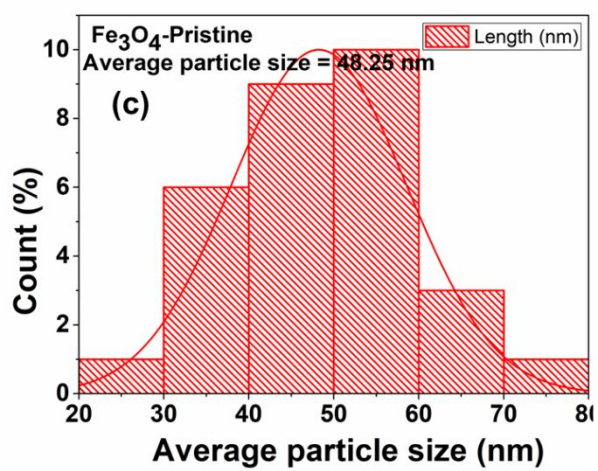 Fe₃O₄-Pristine
Average particle size = 48.25 nm
Length (nm)
(c)
Count (%)
10
8
6
4
2
0
20 30 40 50 60 70 80
Average particle size (nm)